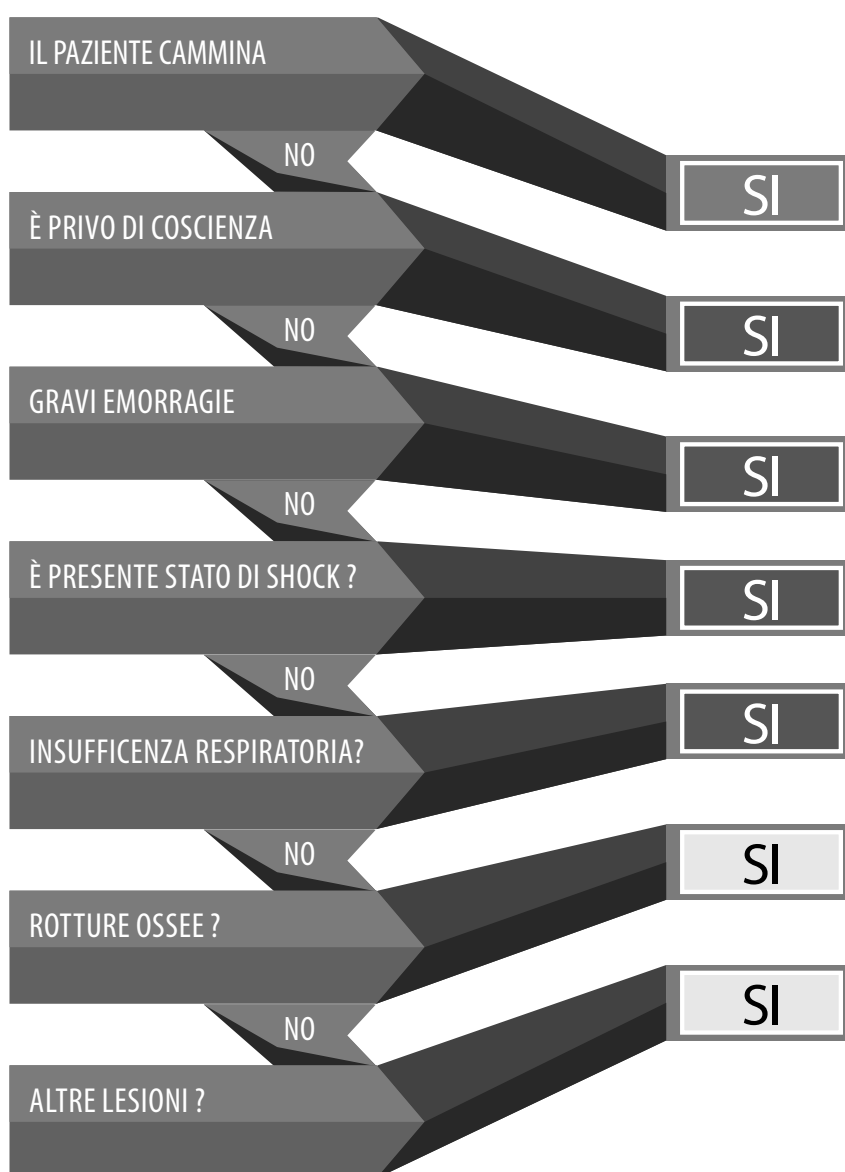 IL PAZIENTE CAMMINA
NO
SI
È PRIVO DI COSCIENZA
NO
SI
GRAVI EMORRAGIE
NO
SI
È PRESENTE STATO DI SHOCK ?
NO
SI
INSUFFICENZA RESPIRATORIA?
NO
SI
ROTTURE OSSEE ?
NO
SI
ALTRE LESIONI ?
SI